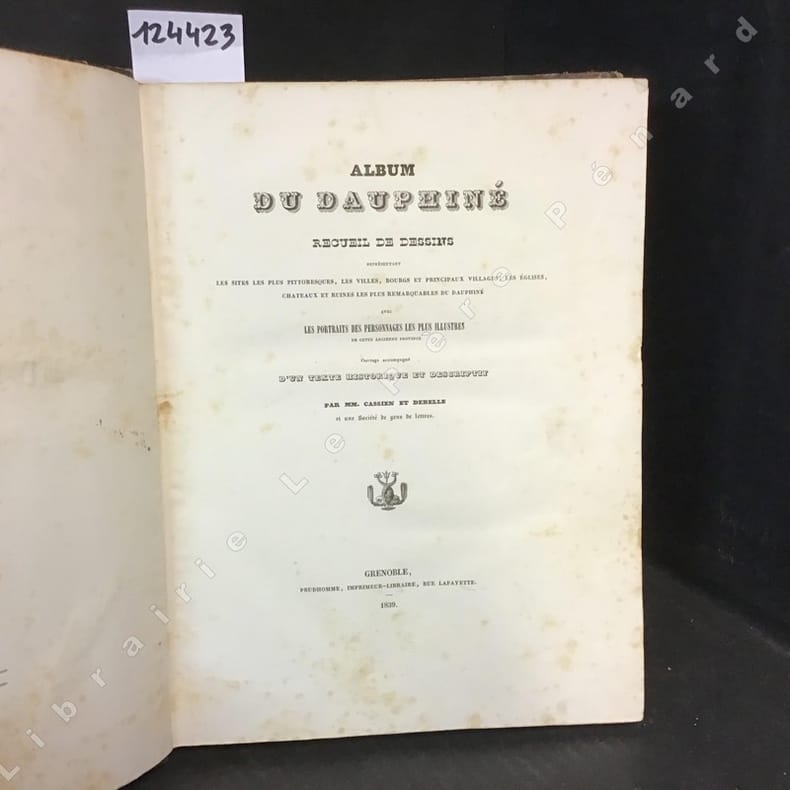 124423
ALBUM
DU DAUPHINÉ
RECUEIL DE DESSINS
REPRÉSENTANT
LES SITES LES PLUS PITTORESQUES, LES VILLES, BOURGS ET PRINCIPAUX VILLAGES, LES ÉGLISES,
CHATEAUX ET RUINES LES PLUS REMARQUABLES DU DAUPHINÉ
AVEC
LES PORTRAITS DES PERSONNAGES LES PLUS ILLUSTRES
DE CETTE ANCIENNE PROVINCE
Ouvrage accompagné
D'UN TEXTE HISTORIQUE ET DESCRIPTIF
PAR MM. CASSIEN ET DEBELLE
et une Société de gens de lettres.
GRENOBLE,
PRUDHOMME, IMPRIMEUR-LIBRAIRE, RUE LAFAYETTE.
1839.
Librairie Le Père Pénard